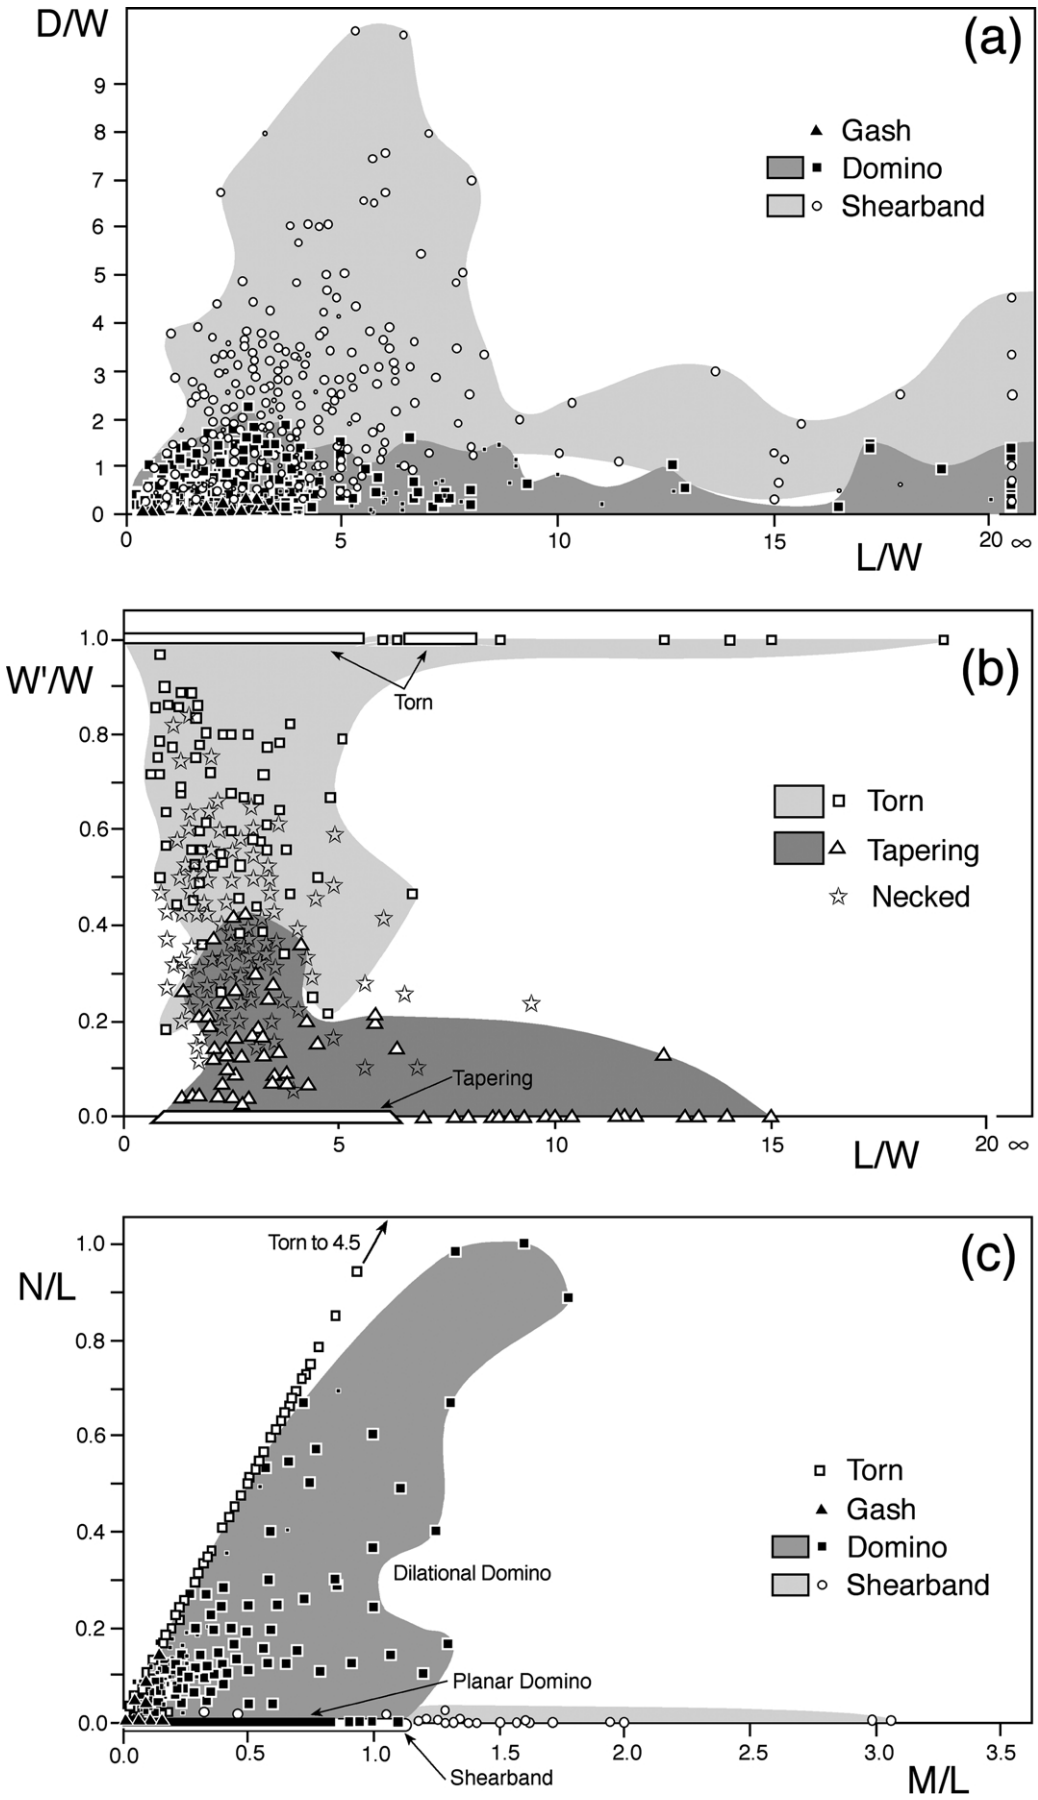 D/W
(a)
9
8
7
6
5
4
3
2
1
0
Gash
Domino
Shearband
0 5 10 15 20 ∞
L/W
1.0
W'/W
(b)
Torn
0.8
0.6
0.4
0.2
0.0
Torn
Tapering
Necked
Tapering
0 5 10 15 20 ∞
L/W
Torn to 4.5
1.0
(c)
N/L
0.8
0.6
0.4
0.2
0.0
Torn
Gash
Domino
Shearband
Dilational Domino
Planar Domino
0.0 0.5 1.0 1.5 2.0 2.5 3.0 3.5
Shearband
M/L